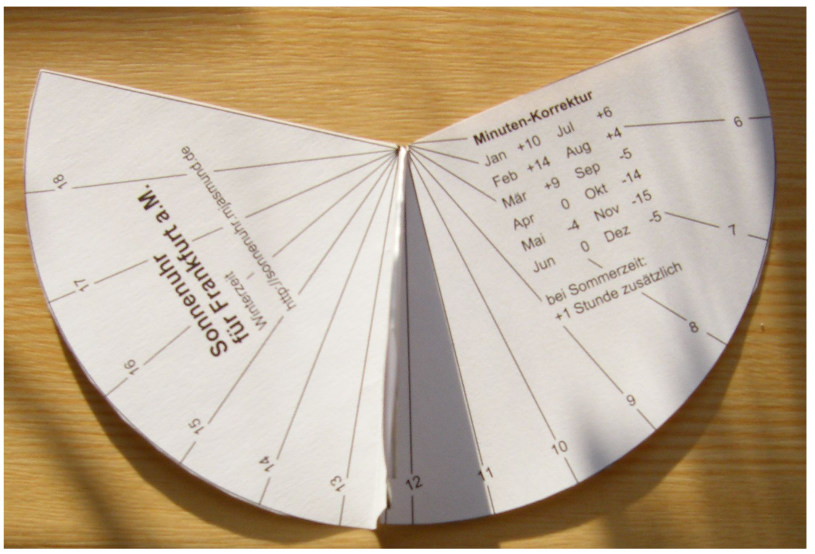 Sonnenuhr
für Frankfurt a.M.
Winterzeit
http://sonnenuhr.mjasmund.de
Minuten-Korrektur
Jan +10 Jul +6
Feb +14 Aug +4
Mär +9 Sep -5
Apr 0 Okt -14
Mai -4 Nov -15
Jun 0 Dez -5
bei Sommerzeit:
+1 Stunde zusätzlich
18
17
16
15
14
13
12
11
10
9
8
7
6